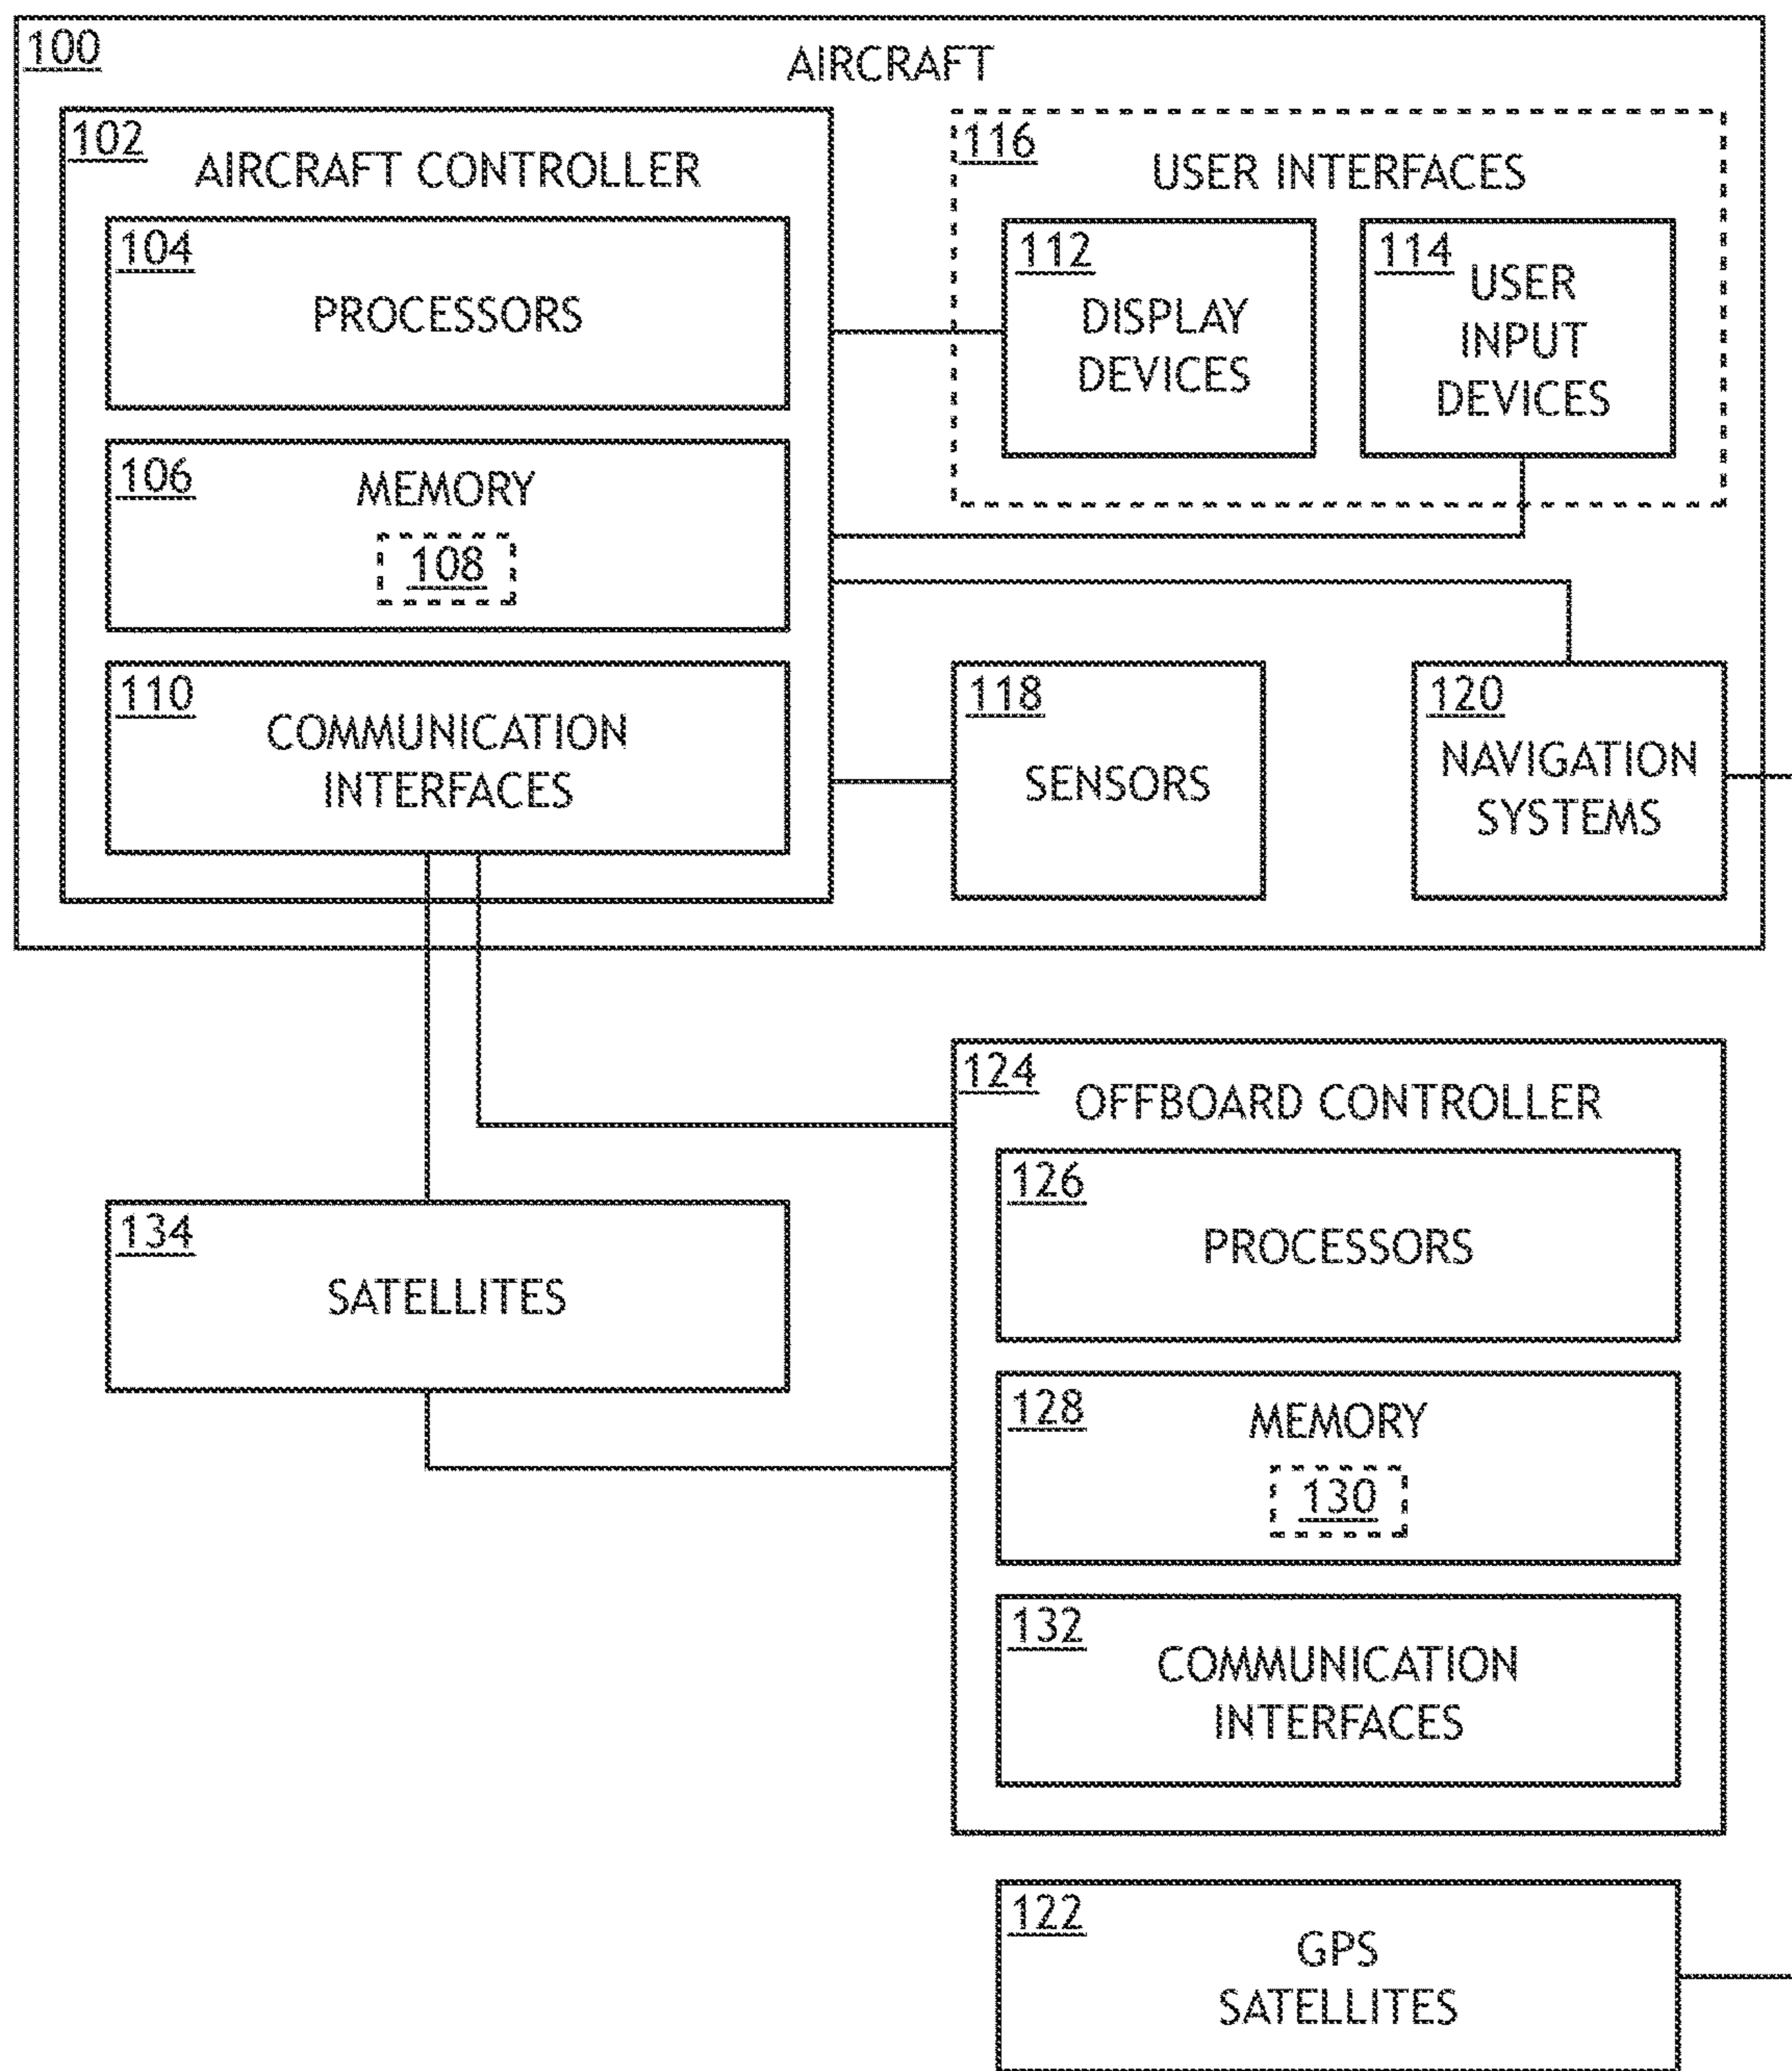 100
AIRCRAFT
102
AIRCRAFT CONTROLLER
104
PROCESSORS
106
MEMORY
108
110
COMMUNICATION
INTERFACES
116
USER INTERFACES
112
DISPLAY
DEVICES
114
USER
INPUT
DEVICES
118
SENSORS
120
NAVIGATION
SYSTEMS
134
SATELLITES
124
OFFBOARD CONTROLLER
126
PROCESSORS
128
MEMORY
130
132
COMMUNICATION
INTERFACES
122
GPS
SATELLITES